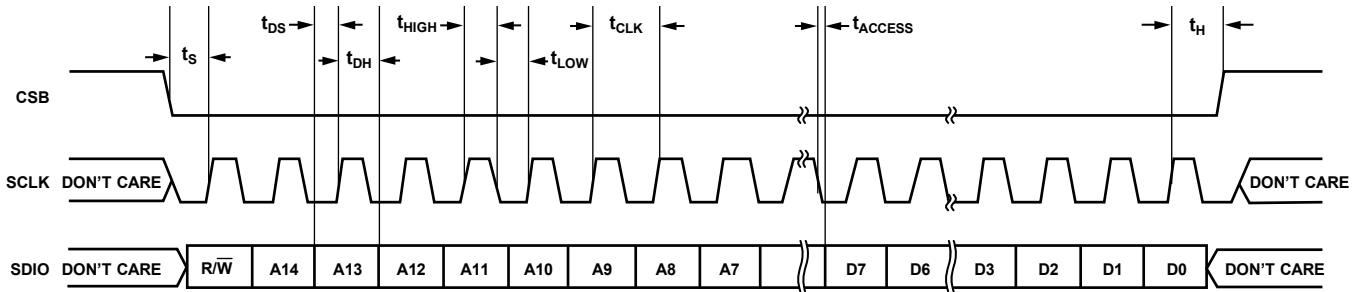 tDS
tHIGH
tCLK
tACCESS
tH
tS
tDH
tLOW
CSB
SCLK DON'T CARE DON'T CARE
SDIO DON'T CARE R/W̅ A14 A13 A12 A11 A10 A9 A8 A7 D7 D6 D3 D2 D1 D0 DON'T CARE